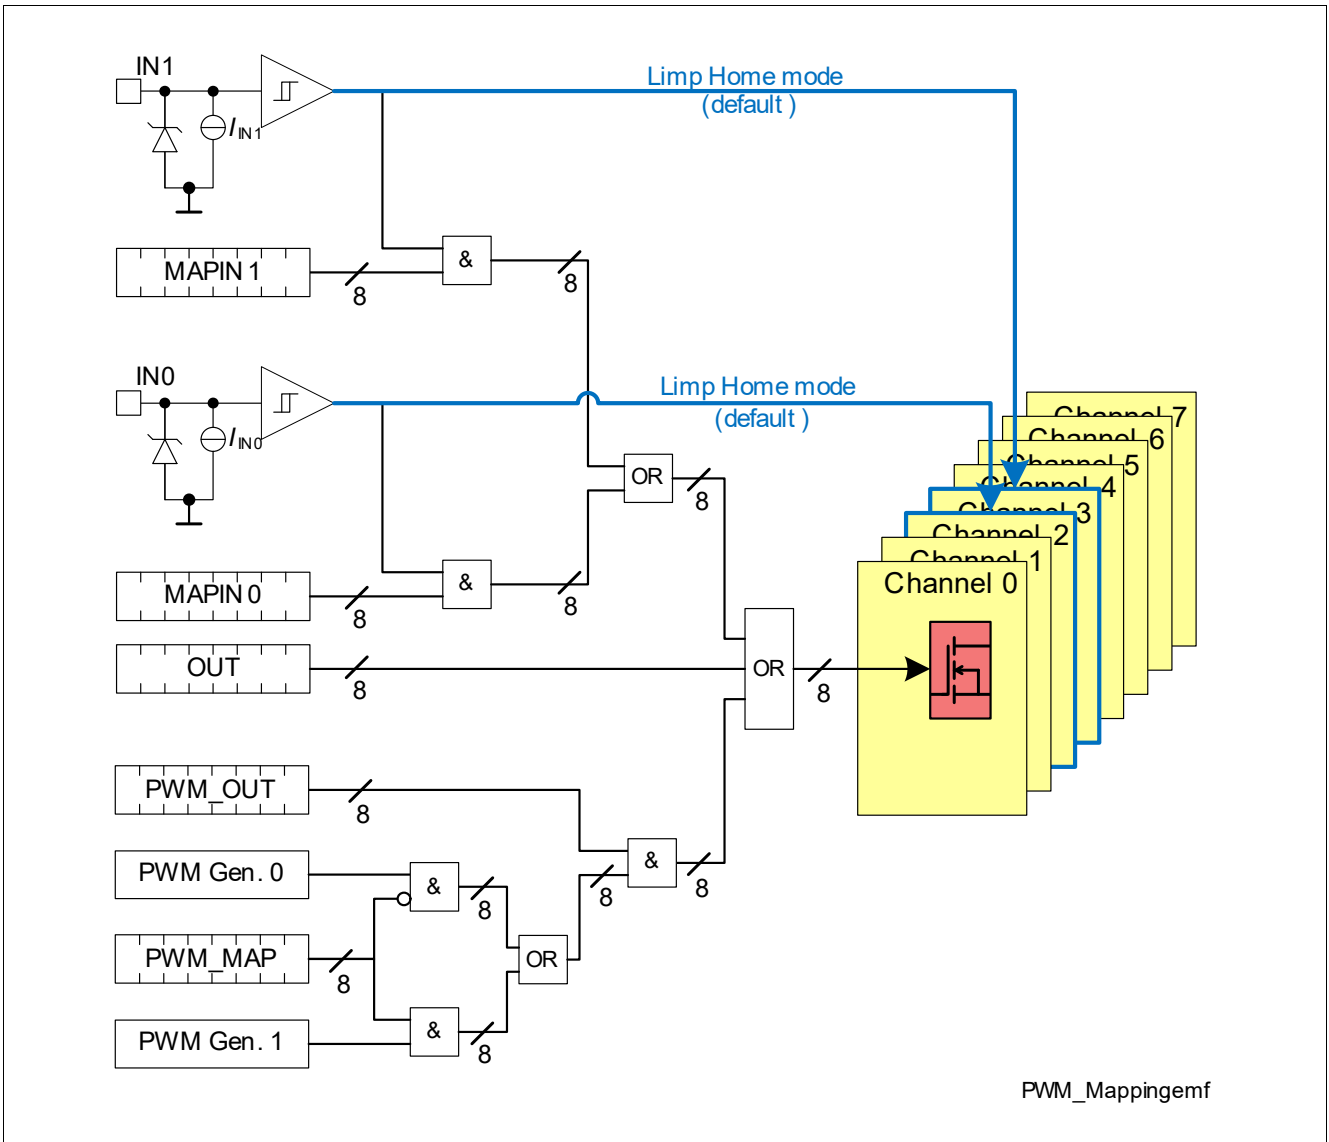 IN1
Limp Home mode
(default )
IIN1
&
MAPIN 1
8
8
IN0
Limp Home mode
(default )
IIN0
Channel 7
Channel 6
Channel 5
Channel 4
Channel 3
Channel 2
Channel 1
Channel 0
OR
8
&
MAPIN 0
8
8
OUT
8
OR
8
PWM_OUT
8
&
8
8
PWM Gen. 0
&
8
PWM_MAP
8
OR
PWM Gen. 1
&
8
PWM_Mappingemf